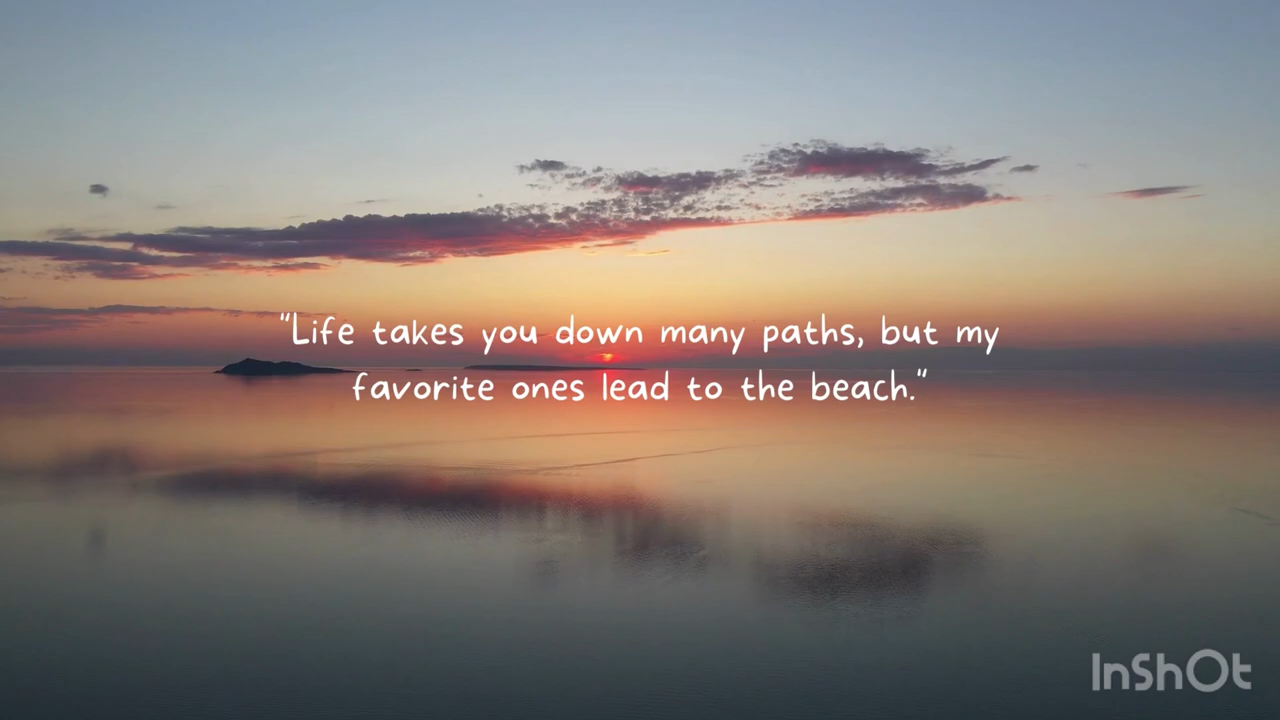 "Life takes you down many paths, but my
favorite ones lead to the beach."
InShOt